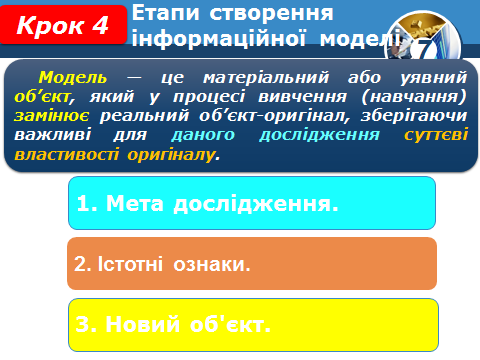 Крок 4
Етапи створення
інформаційної моделі
7
Модель — це матеріальний або уявний
об’єкт, який у процесі вивчення (навчання)
замінює реальний об’єкт-оригінал, зберігаючи
важливі для даного дослідження суттєві
властивості оригіналу.
1. Мета дослідження.
2. Істотні ознаки.
3. Новий об'єкт.